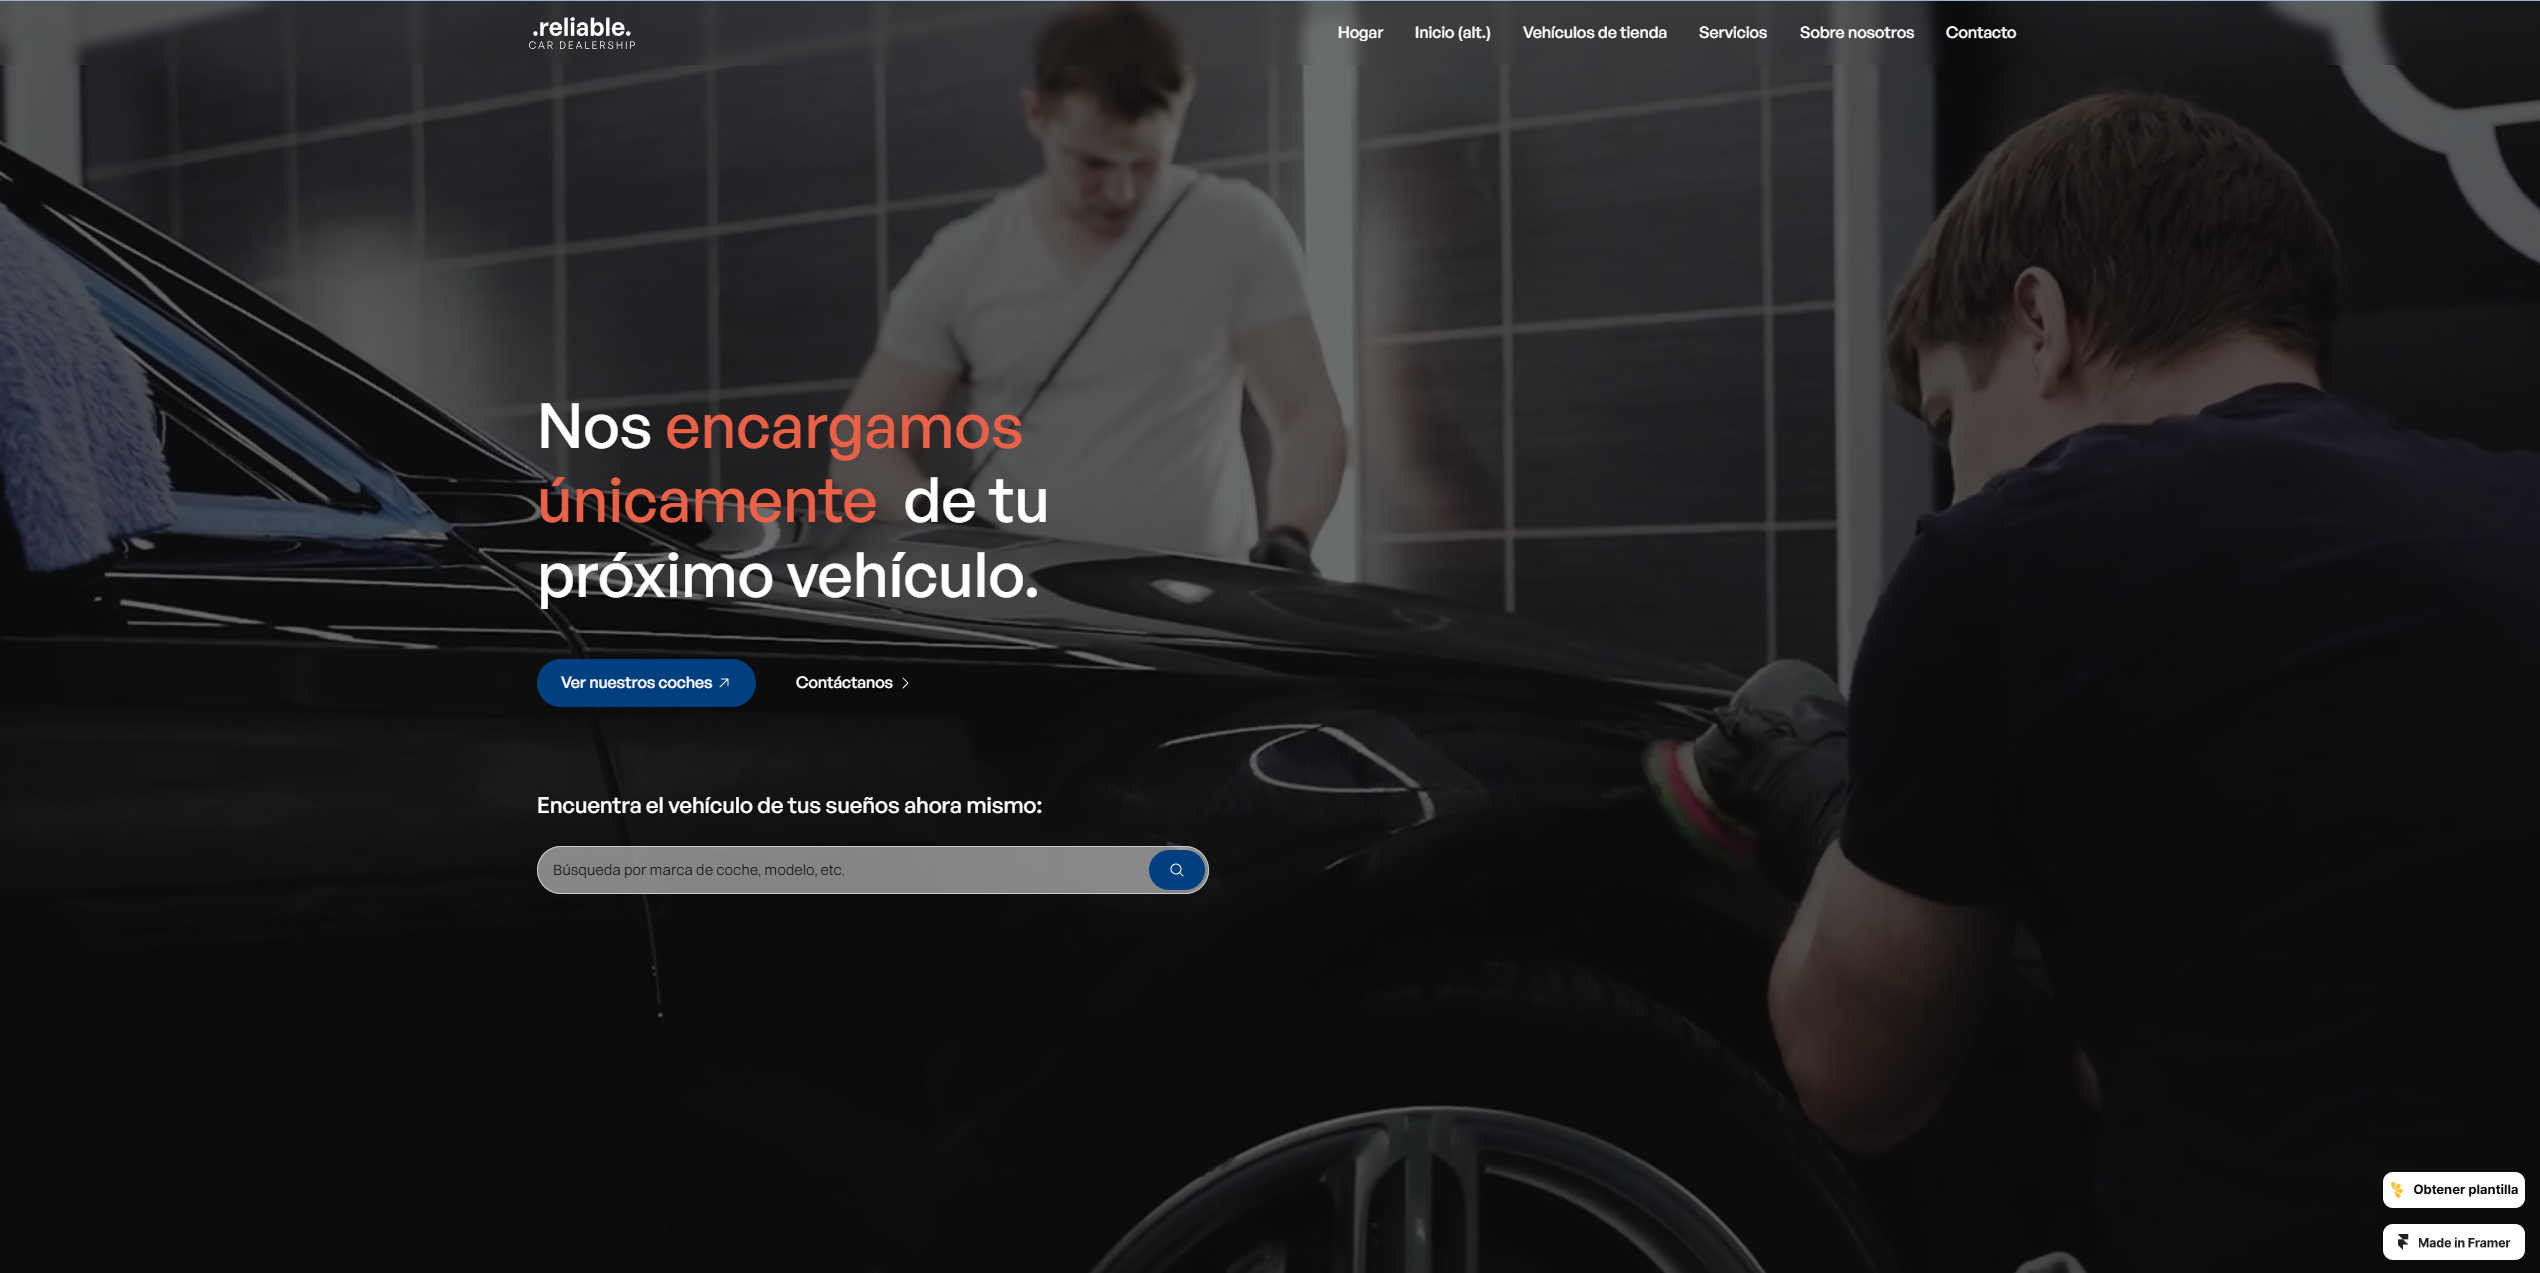 .reliable.
CAR DEALERSHIP
Hogar
Inicio (alt.)
Vehículos de tienda
Servicios
Sobre nosotros
Contacto
Nos encargamos
únicamente de tu
próximo vehículo.
Ver nuestros coches
Contáctanos
Encuentra el vehículo de tus sueños ahora mismo:
Búsqueda por marca de coche, modelo, etc.
Obtener plantilla
Made in Framer